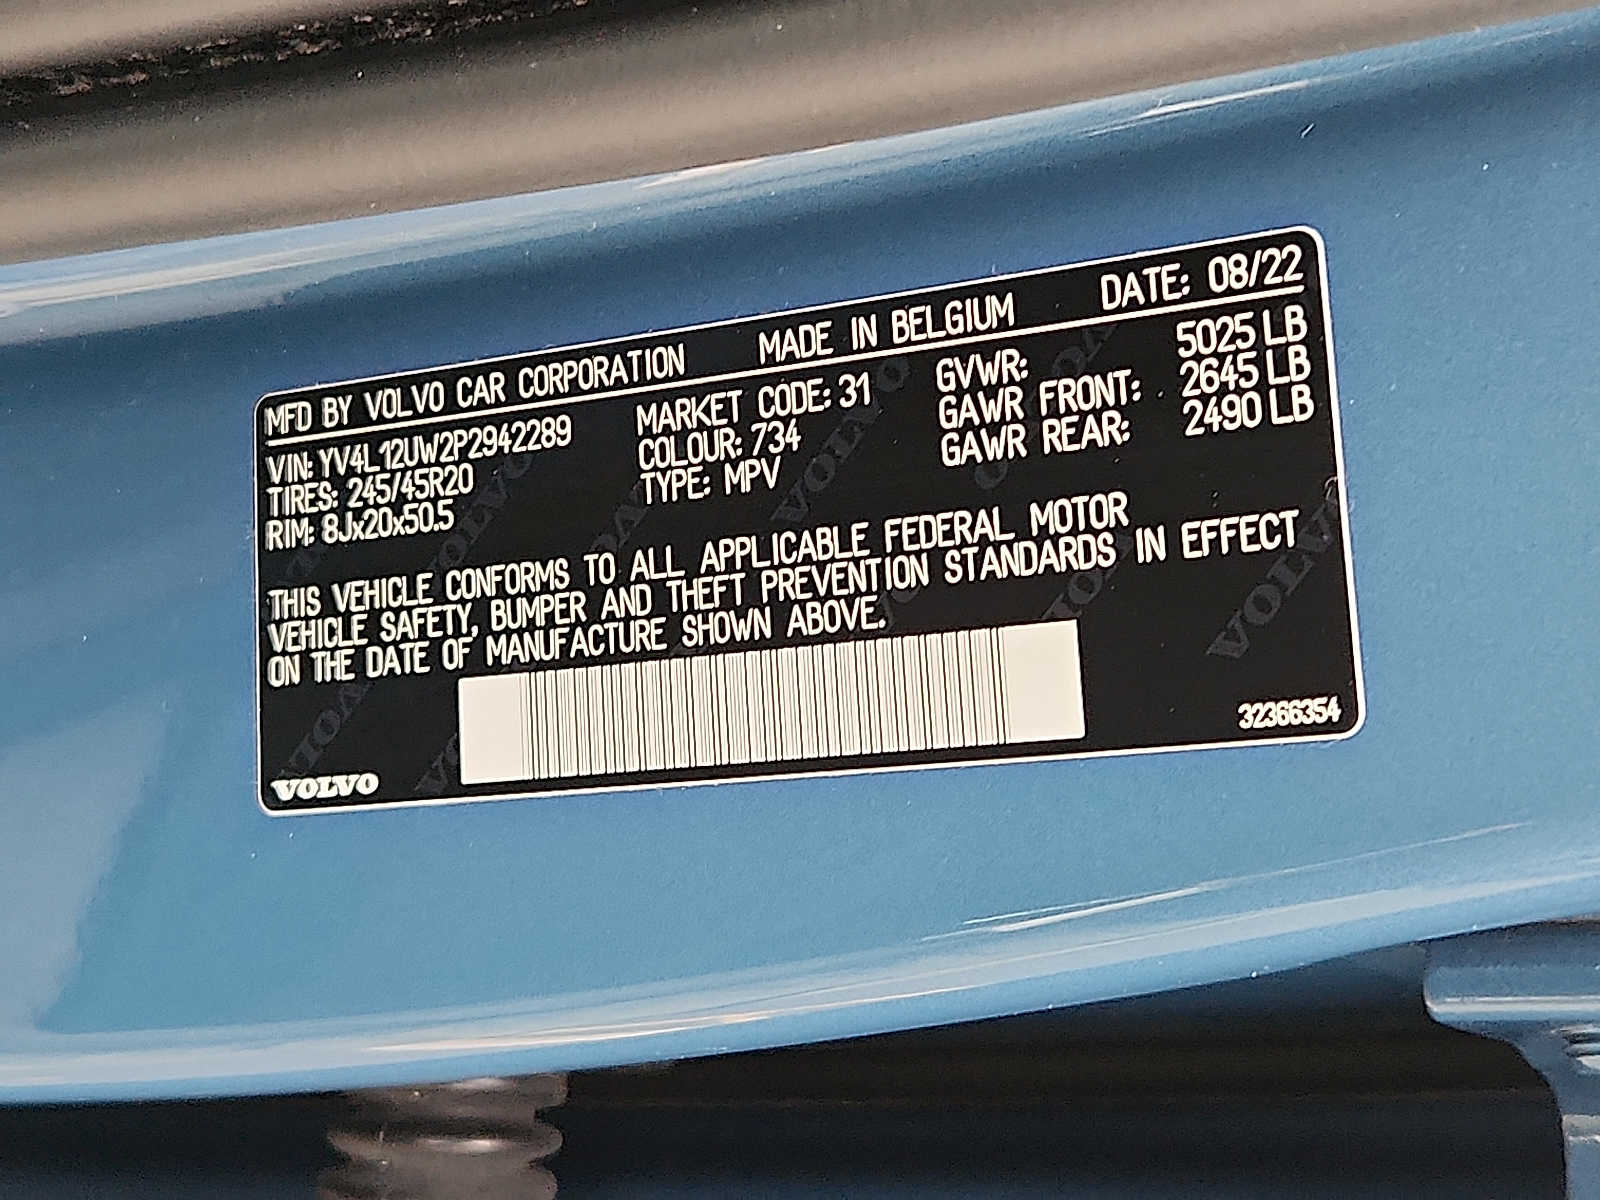 MFD BY VOLVO CAR CORPORATION MADE IN BELGIUM DATE: 08/22
VIN: YV4L12UW2P2942289 MARKET CODE: 31 GVWR: 5025 LB
TIRES: 245/45R20 COLOUR: 734 GAWR FRONT: 2645 LB
RIM: 8Jx20x50.5 TYPE: MPV GAWR REAR: 2490 LB
THIS VEHICLE CONFORMS TO ALL APPLICABLE FEDERAL MOTOR
VEHICLE SAFETY, BUMPER AND THEFT PREVENTION STANDARDS IN EFFECT
ON THE DATE OF MANUFACTURE SHOWN ABOVE.
VOLVO
32366354